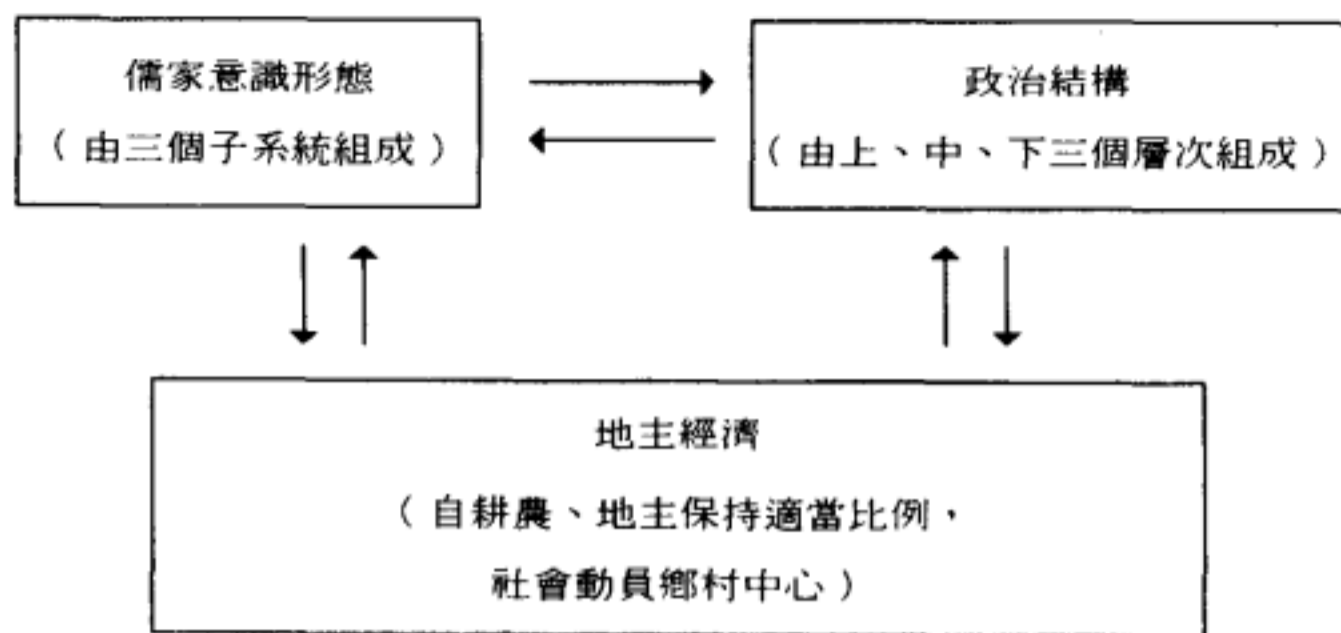 儒家意識形態
（由三個子系統組成）
政治結構
（由上、中、下三個層次組成）
地主經濟
（自耕農、地主保持適當比例，
社會動員鄉村中心）